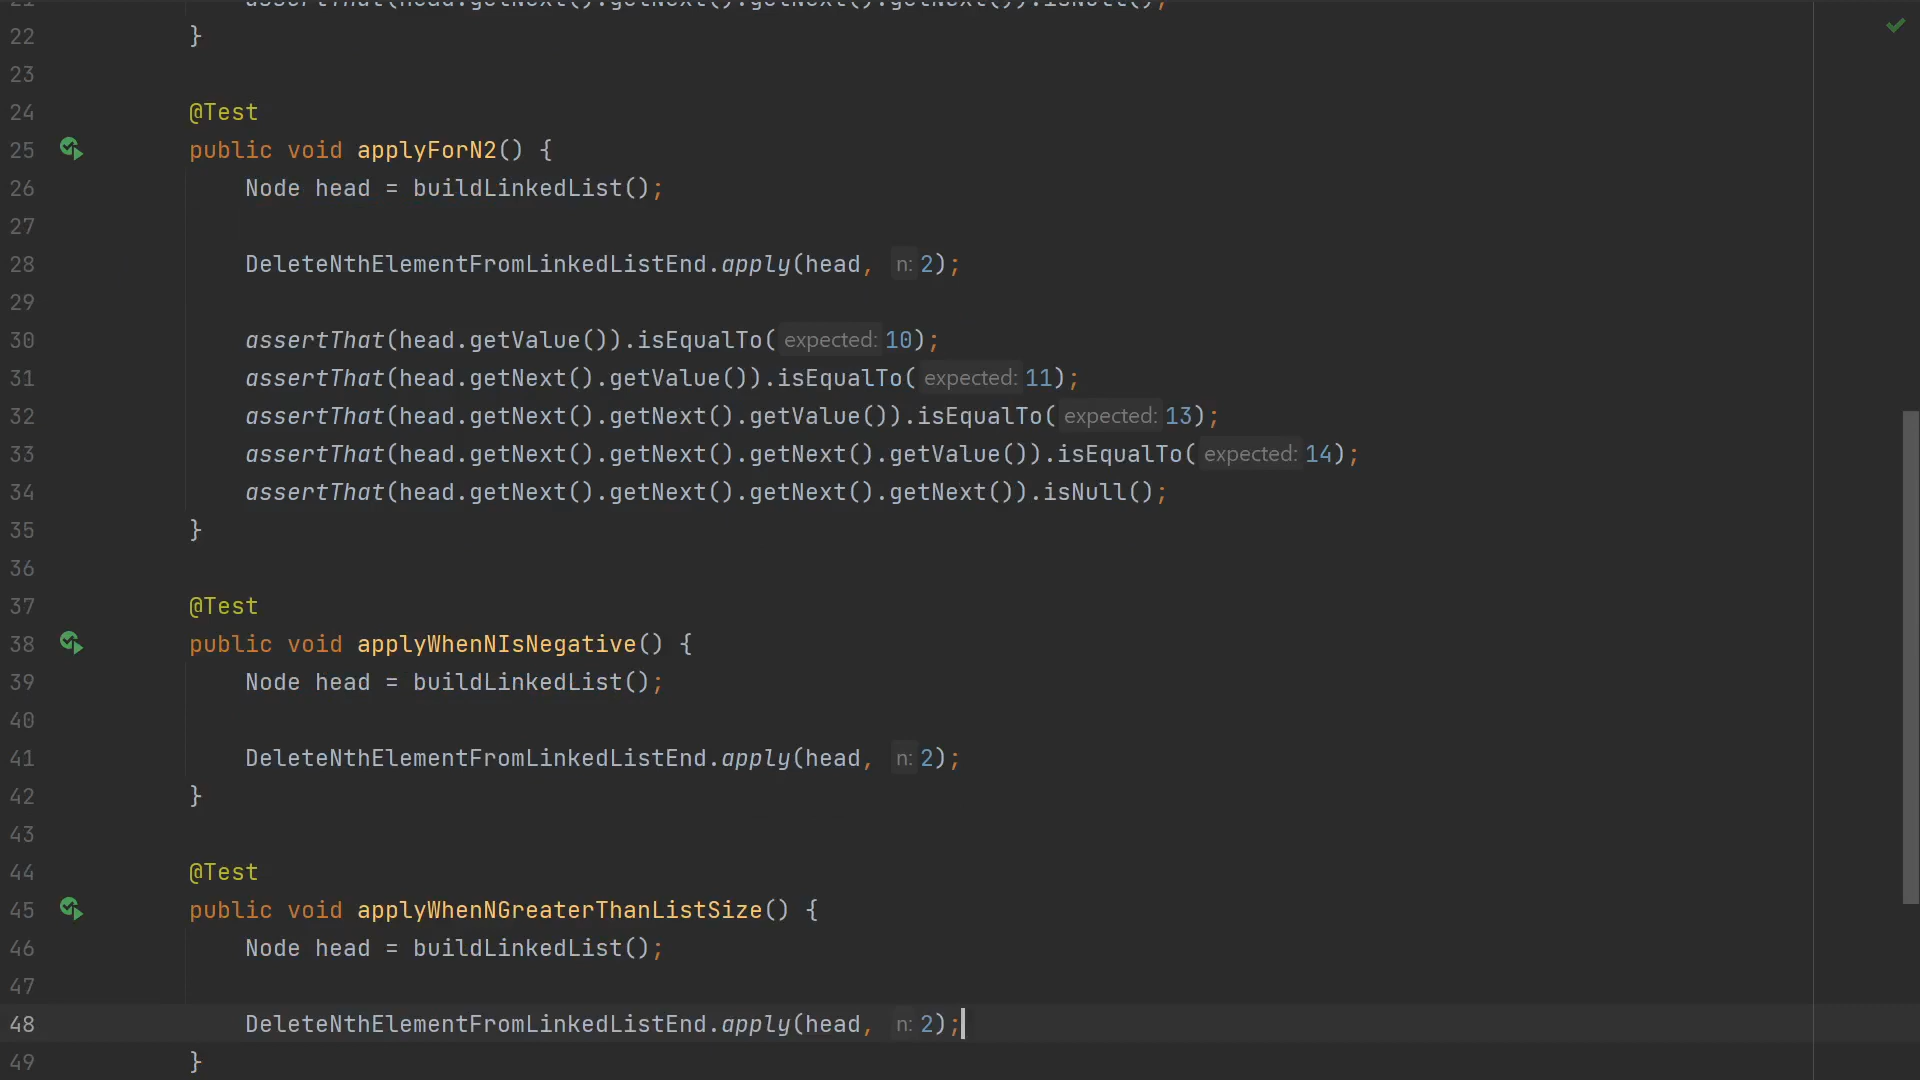 22 }
23
24 @Test
25 public void applyForN2() {
26 Node head = buildLinkedList();
27
28 DeleteNthElementFromLinkedListEnd.apply(head, n: 2);
29
30 assertThat(head.getValue()).isEqualTo( expected: 10);
31 assertThat(head.getNext().getValue()).isEqualTo( expected: 11);
32 assertThat(head.getNext().getNext().getValue()).isEqualTo( expected: 13);
33 assertThat(head.getNext().getNext().getNext().getValue()).isEqualTo( expected: 14);
34 assertThat(head.getNext().getNext().getNext().getNext()).isNull();
35 }
36
37 @Test
38 public void applyWhenNIsNegative() {
39 Node head = buildLinkedList();
40
41 DeleteNthElementFromLinkedListEnd.apply(head, n: 2);
42 }
43
44 @Test
45 public void applyWhenNGreaterThanListSize() {
46 Node head = buildLinkedList();
47
48 DeleteNthElementFromLinkedListEnd.apply(head, n: 2);
49 }